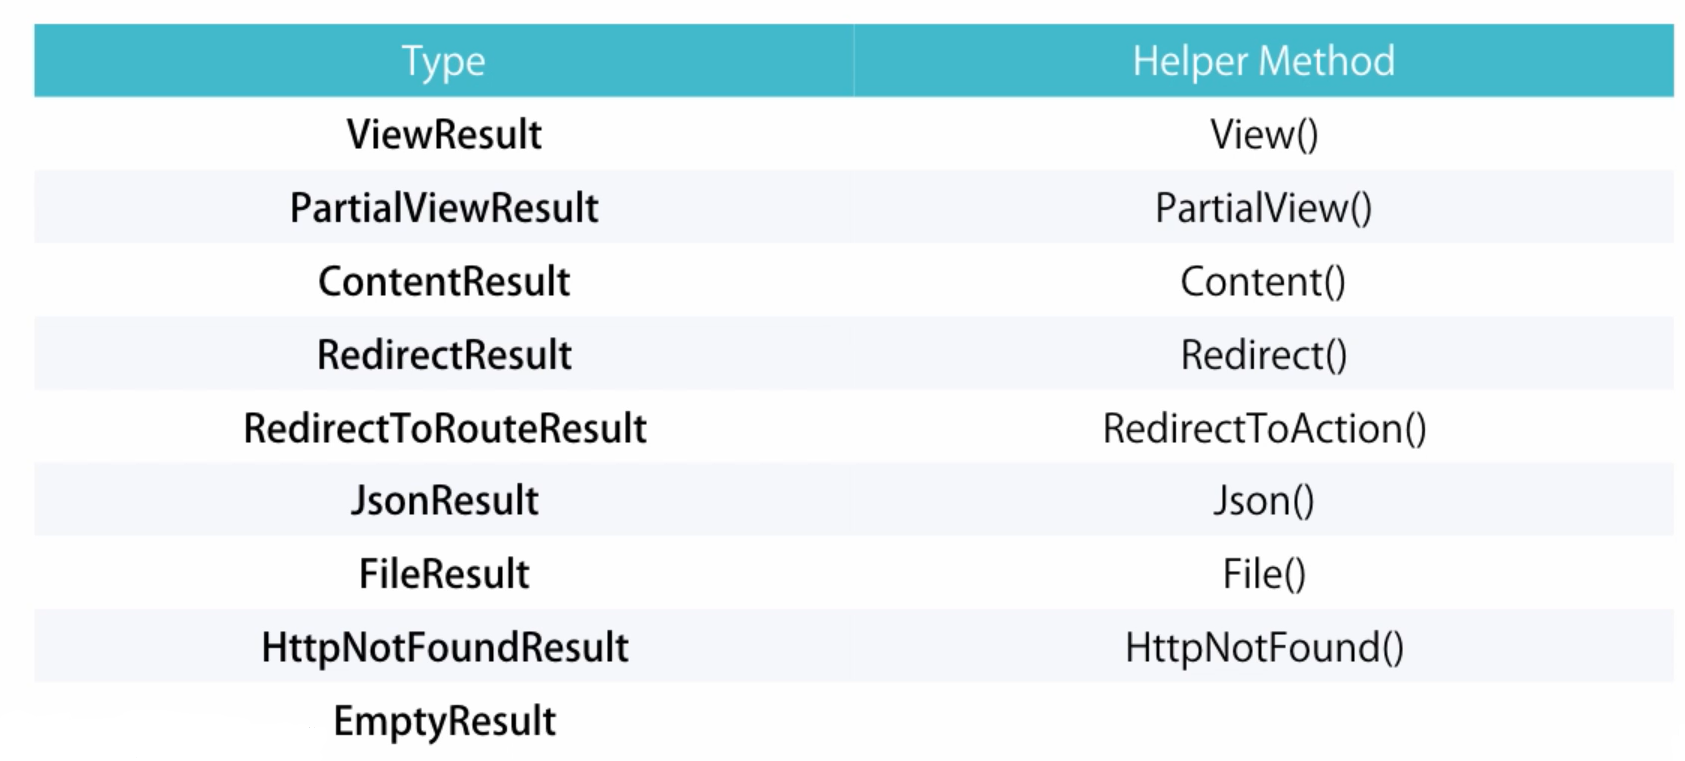 Type Helper Method
ViewResult View()
PartialViewResult PartialView()
ContentResult Content()
RedirectResult Redirect()
RedirectToRouteResult RedirectToAction()
JsonResult Json()
FileResult File()
HttpNotFoundResult HttpNotFound()
EmptyResult